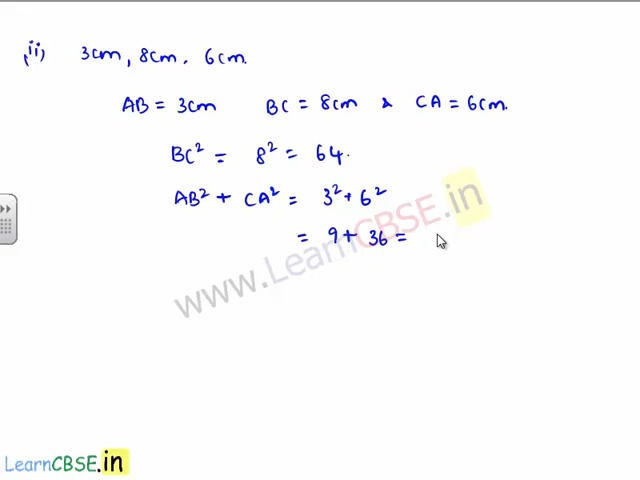 (ii) 3cm, 8cm, 6cm.
AB = 3cm BC = 8cm & CA = 6cm.
BC² = 8² = 64.
AB² + CA² = 3² + 6²
= 9 + 36 =
www.LearnCBSE.in
LearnCBSE.in